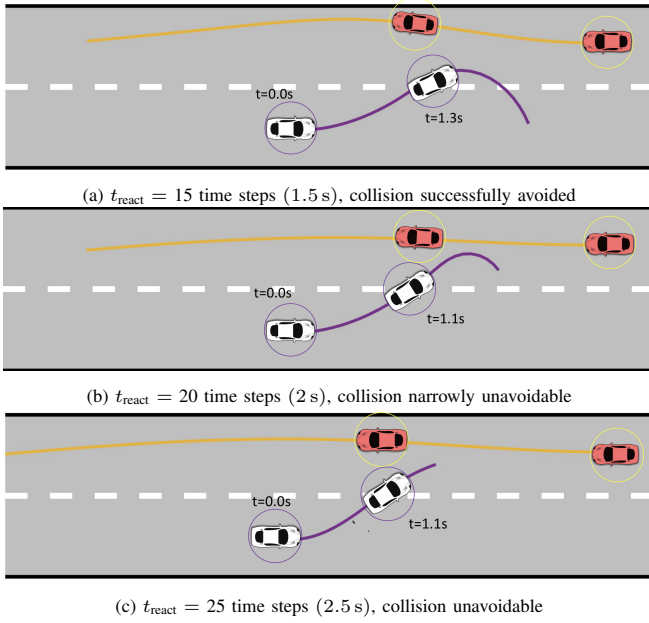 t=0.0s
t=1.3s
(a) t_react = 15 time steps (1.5 s), collision successfully avoided
t=0.0s
t=1.1s
(b) t_react = 20 time steps (2 s), collision narrowly unavoidable
t=0.0s
t=1.1s
(c) t_react = 25 time steps (2.5 s), collision unavoidable